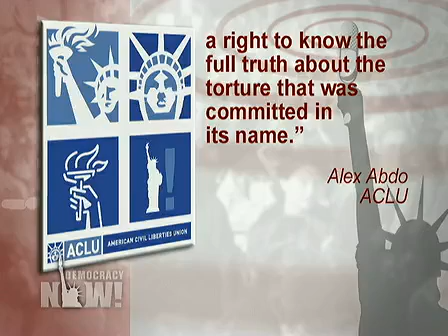 a right to know the
full truth about the
torture that was
committed in
its name.”
Alex Abdo
ACLU
ACLU AMERICAN CIVIL LIBERTIES UNION
DEMOCRACY
NOW!